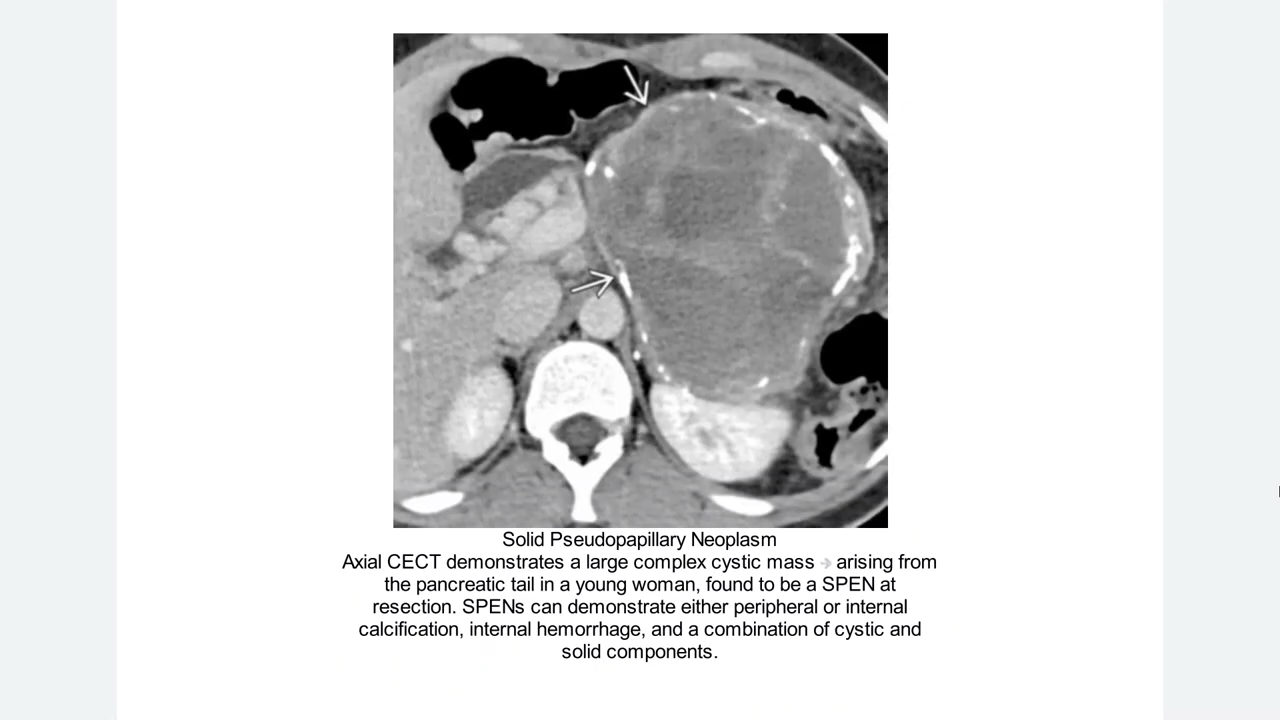 Solid Pseudopapillary Neoplasm
Axial CECT demonstrates a large complex cystic mass arising from
the pancreatic tail in a young woman, found to be a SPEN at
resection. SPENs can demonstrate either peripheral or internal
calcification, internal hemorrhage, and a combination of cystic and
solid components.